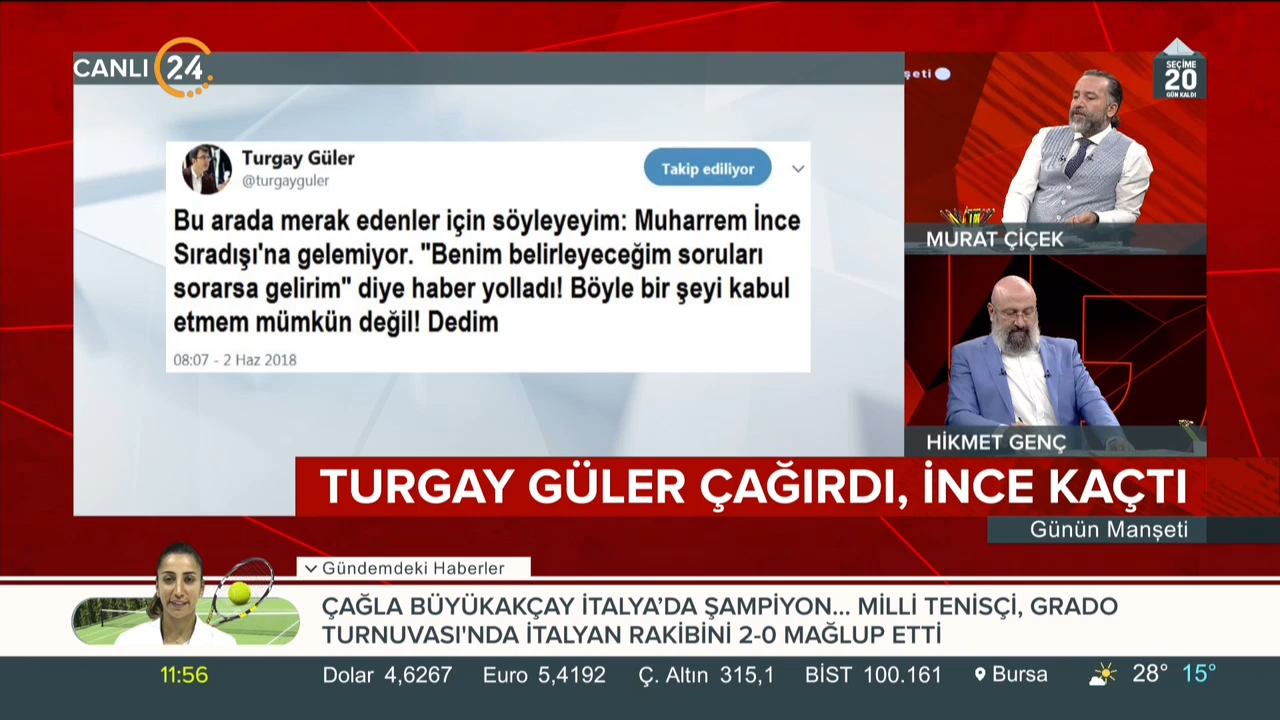 CANLI 24
şeti
SEÇİME
20
GÜN KALDI
Turgay Güler
@turgayguler
Takip ediliyor
Bu arada merak edenler için söyleyeyim: Muharrem İnce
Sıradışı'na gelemiyor. "Benim belirleyeceğim soruları
sorarsa gelirim" diye haber yolladı! Böyle bir şeyi kabul
etmem mümkün değil! Dedim
08:07 - 2 Haz 2018
MURAT ÇİÇEK
HİKMET GENÇ
TURGAY GÜLER ÇAĞIRDI, İNCE KAÇTI
Günün Manşeti
Gündemdeki Haberler
ÇAĞLA BÜYÜKAKÇAY İTALYA’DA ŞAMPİYON... MİLLİ TENİSÇİ, GRADO
TURNUVASI'NDA İTALYAN RAKİBİNİ 2-0 MAĞLUP ETTİ
11:56 Dolar 4,6267 Euro 5,4192 Ç. Altın 315,1 BİST 100.161 Bursa 28° 15°